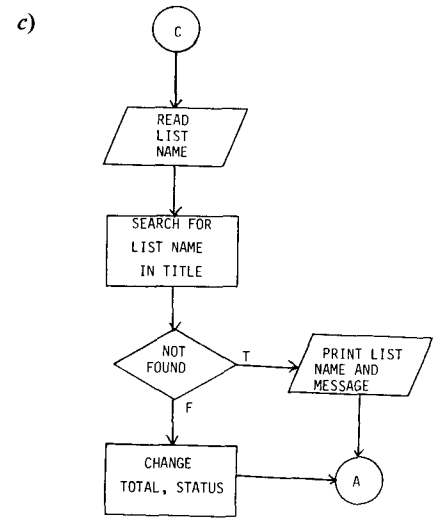 c)
C
READ
LIST
NAME
SEARCH FOR
LIST NAME
IN TITLE
NOT
FOUND
T
PRINT LIST
NAME AND
MESSAGE
F
CHANGE
TOTAL, STATUS
A